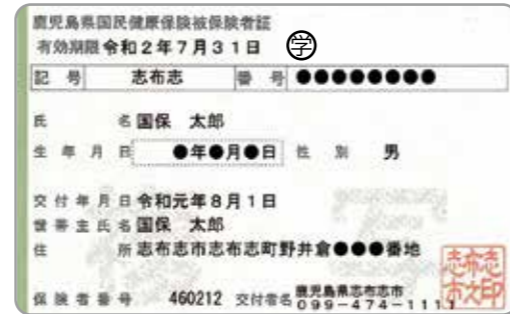 鹿児島県国民健康保険被保険者証
有効期限 令和2年7月31日 ㊻学
記号 志布志 番号 ●●●●●●●●
氏名 国保 太郎
生年月日 ●年●月●日 性別 男
交付年月日 令和元年8月1日
世帯主氏名 国保 太郎
住所 志布志市志布志町野井倉●●●番地
保険者番号 460212 交付者名 鹿児島県志布志市
099-474-1111
志布志市之印